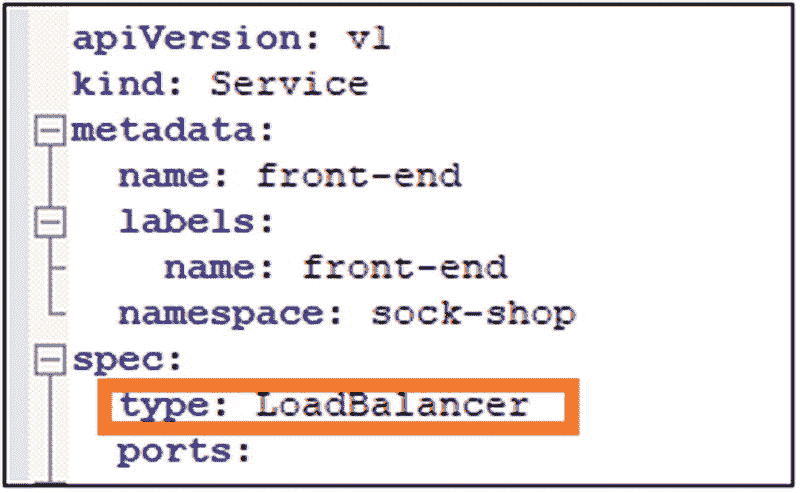 apiVersion: v1
kind: Service
metadata:
  name: front-end
  labels:
    name: front-end
  namespace: sock-shop
spec:
  type: LoadBalancer
  ports: